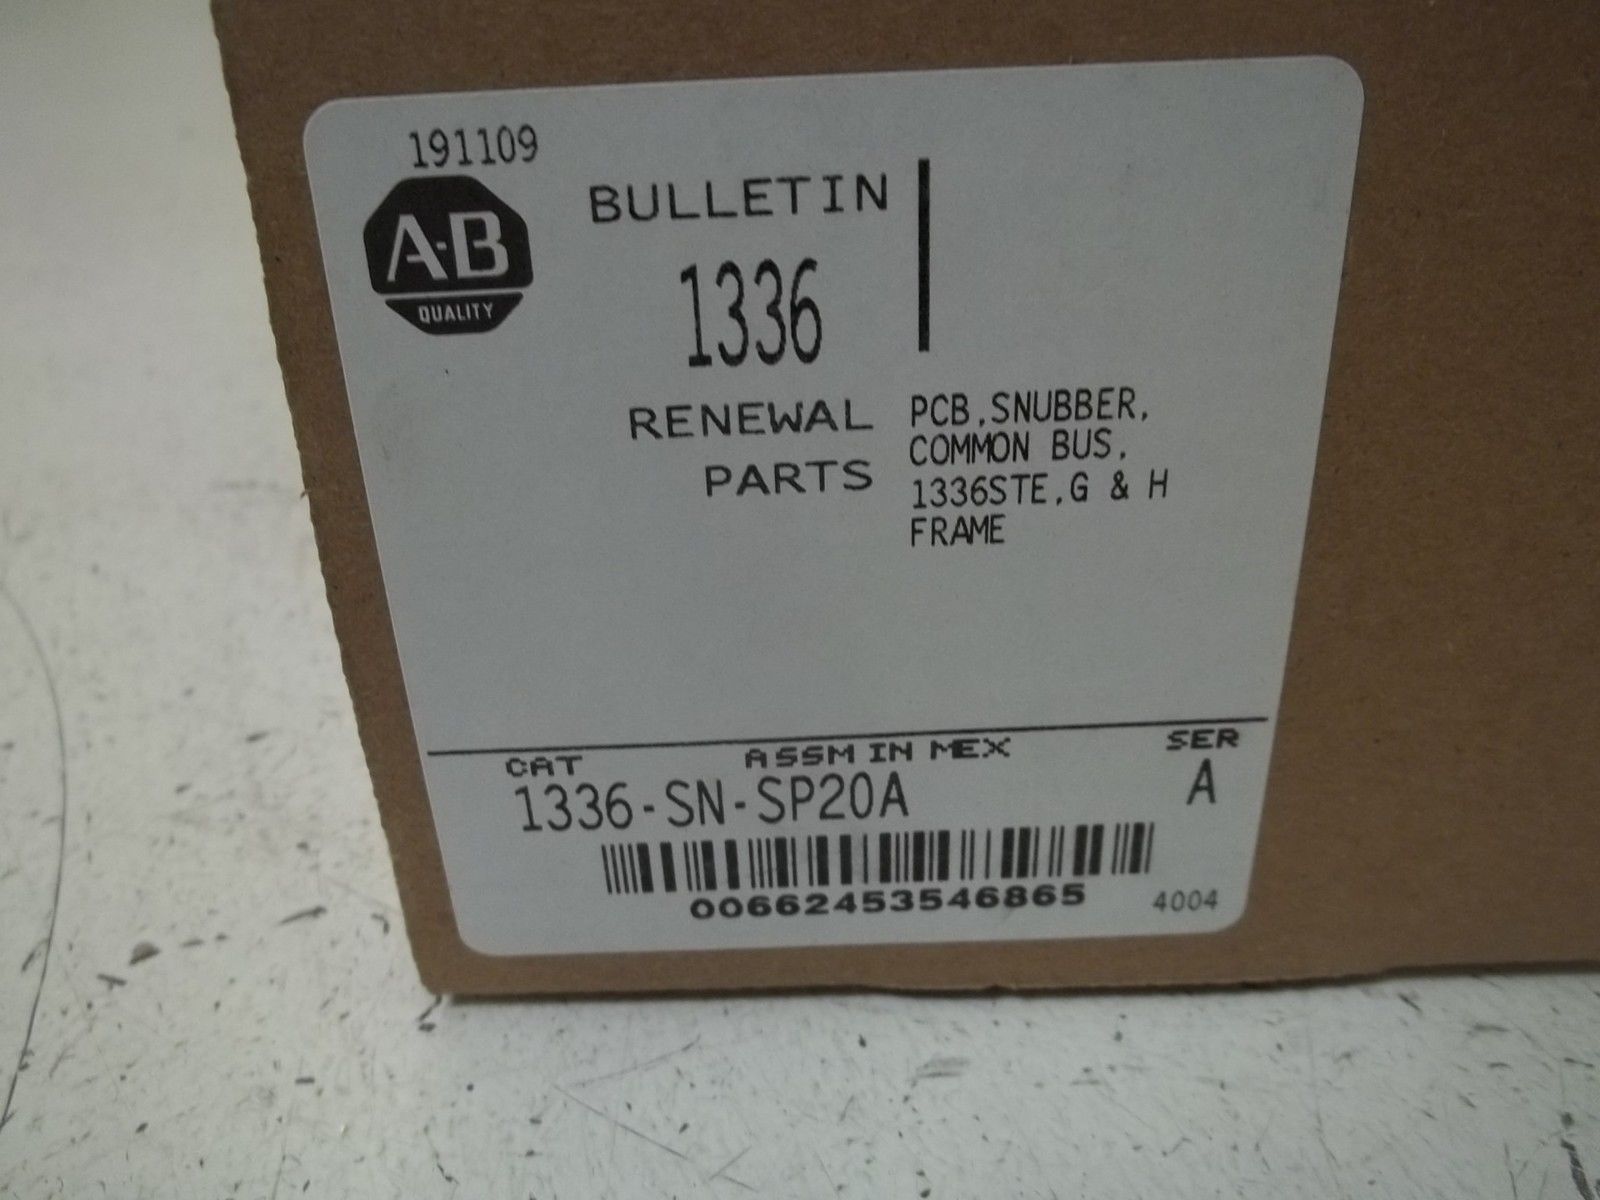 191109
A-B
QUALITY
BULLETIN
1336
RENEWAL
PARTS
PCB,SNUBBER,
COMMON BUS,
1336STE,G & H
FRAME
CAT ASSM IN MEX SER
1336-SN-SP20A A
00662453546865 4004